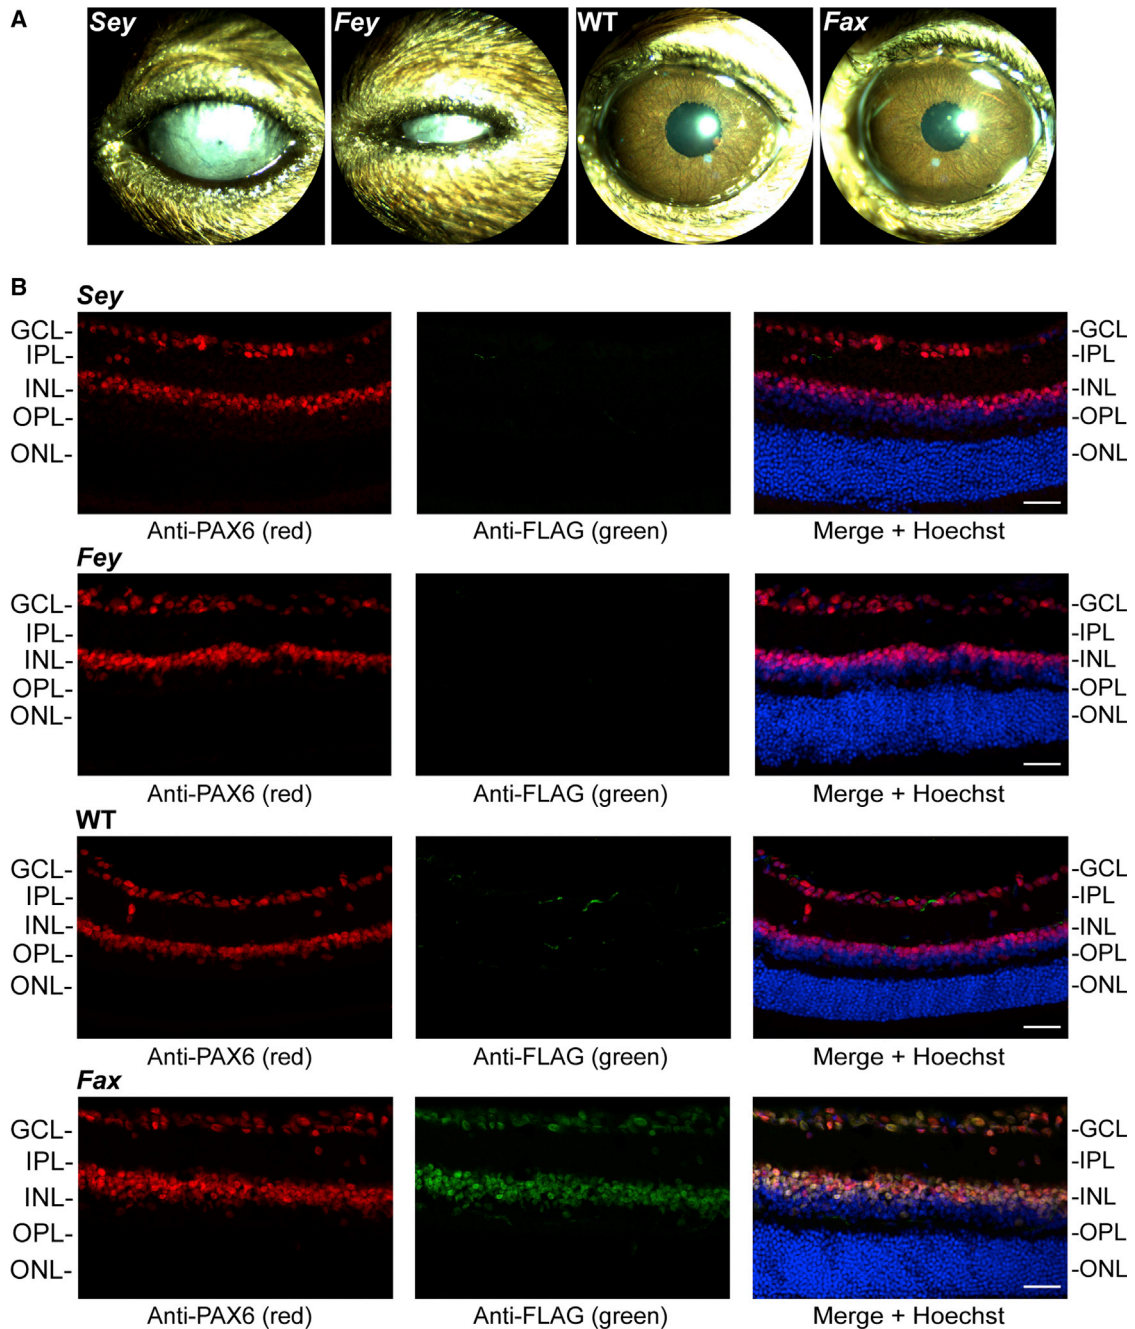 A
Sey Fey WT Fax
B
Sey
GCL- -GCL
IPL- -IPL
INL- -INL
OPL- -OPL
ONL- -ONL
Anti-PAX6 (red) Anti-FLAG (green) Merge + Hoechst
Fey
GCL- -GCL
IPL- -IPL
INL- -INL
OPL- -OPL
ONL- -ONL
Anti-PAX6 (red) Anti-FLAG (green) Merge + Hoechst
WT
GCL- -GCL
IPL- -IPL
INL- -INL
OPL- -OPL
ONL- -ONL
Anti-PAX6 (red) Anti-FLAG (green) Merge + Hoechst
Fax
GCL- -GCL
IPL- -IPL
INL- -INL
OPL- -OPL
ONL- -ONL
Anti-PAX6 (red) Anti-FLAG (green) Merge + Hoechst